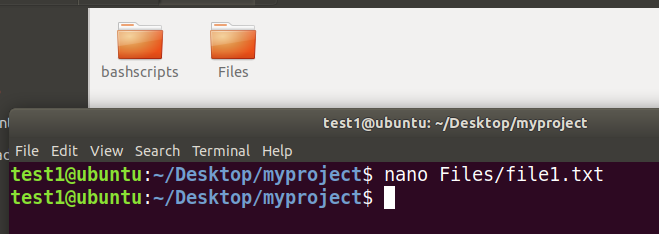 bashscripts Files
test1@ubuntu: ~/Desktop/myproject
File Edit View Search Terminal Help
test1@ubuntu:~/Desktop/myproject$ nano Files/file1.txt
test1@ubuntu:~/Desktop/myproject$